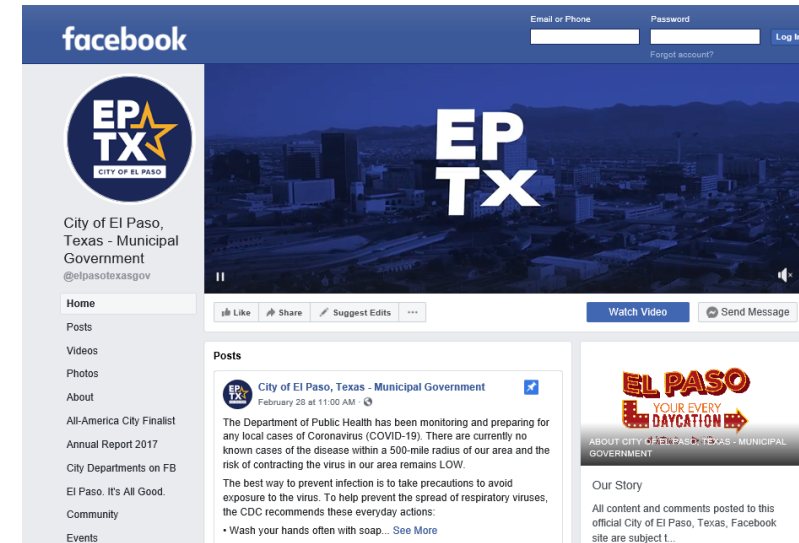 Email or Phone
Password
facebook
Log In
Forgot account?
EP
TX
CITY OF EL PASO
EP
TX
City of El Paso,
Texas - Municipal
Government
@elpasotexasgov
Home
Posts
Videos
Photos
About
All-America City Finalist
Annual Report 2017
City Departments on FB
El Paso. It's All Good.
Community
Events
Like
Share
Suggest Edits
Watch Video
Send Message
Posts
EP
TX
City of El Paso, Texas - Municipal Government
February 28 at 11:00 AM
The Department of Public Health has been monitoring and preparing for
any local cases of Coronavirus (COVID-19). There are currently no
known cases of the disease within a 500-mile radius of our area and the
risk of contracting the virus in our area remains LOW.
The best way to prevent infection is to take precautions to avoid
exposure to the virus. To help prevent the spread of respiratory viruses,
the CDC recommends these everyday actions:
• Wash your hands often with soap... See More
EL PASO
YOUR EVERY
DAYCATION
ABOUT CITY OF EL PASO, TEXAS - MUNICIPAL
GOVERNMENT
Our Story
All content and comments posted to this
official City of El Paso, Texas, Facebook
site are subject t...